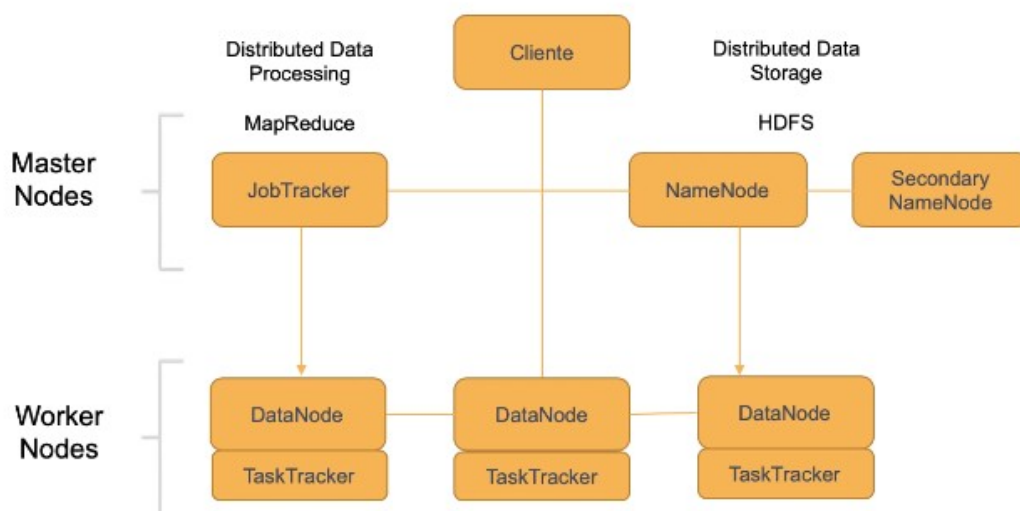 Distributed Data
Processing
Cliente
Distributed Data
Storage
MapReduce
HDFS
Master
Nodes
JobTracker
NameNode
Secondary
NameNode
Worker
Nodes
DataNode
DataNode
DataNode
TaskTracker
TaskTracker
TaskTracker